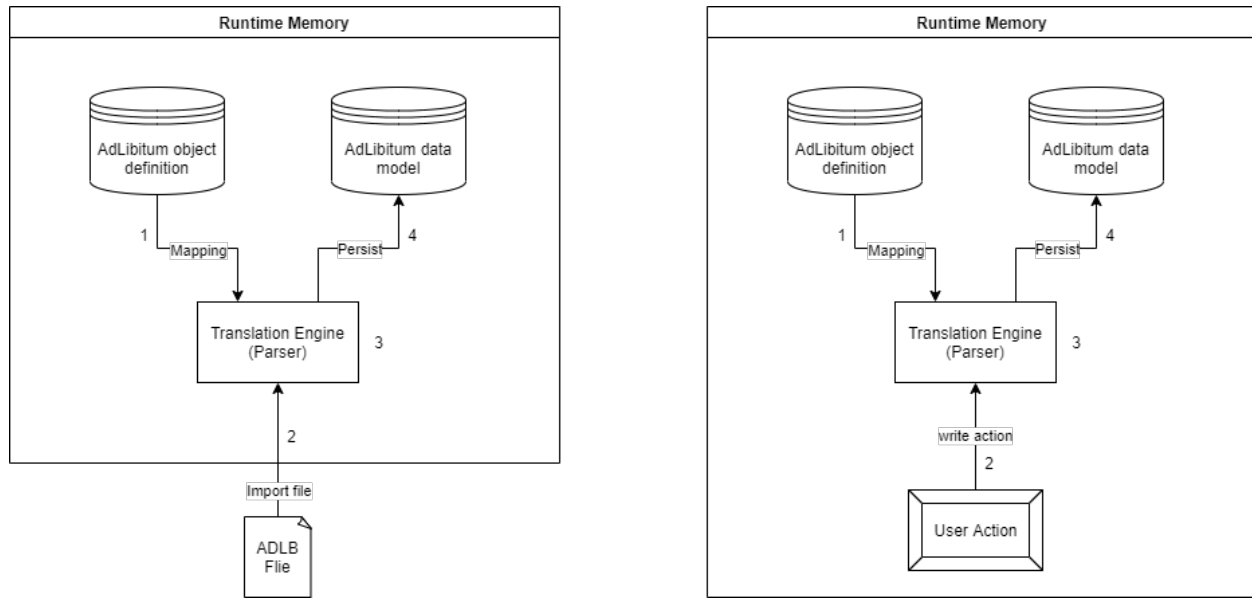 Runtime Memory
AdLibitum object
definition
AdLibitum data
model
1
Mapping
Persist
4
Translation Engine
(Parser)
3
2
Import file
ADLB
Flie
Runtime Memory
AdLibitum object
definition
AdLibitum data
model
1
Mapping
Persist
4
Translation Engine
(Parser)
3
write action
2
User Action